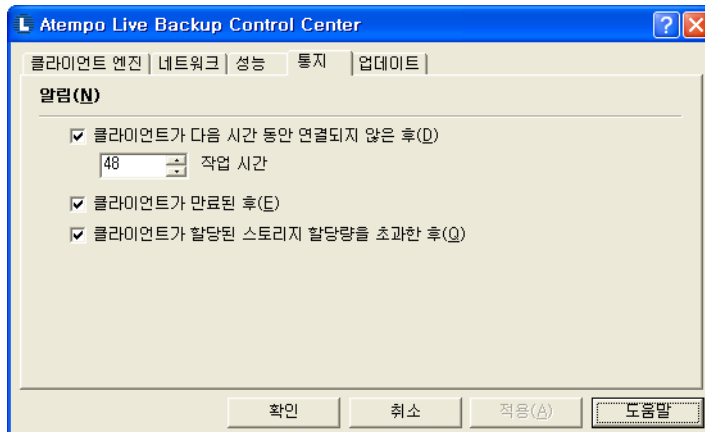 Atempo Live Backup Control Center
클라이언트 엔진 네트워크 성능 통지 업데이트
알림(N)
클라이언트가 다음 시간 동안 연결되지 않은 후(D)
48 작업 시간
클라이언트가 만료된 후(E)
클라이언트가 할당된 스토리지 할당량을 초과한 후(Q)
확인 취소 적용(A) 도움말